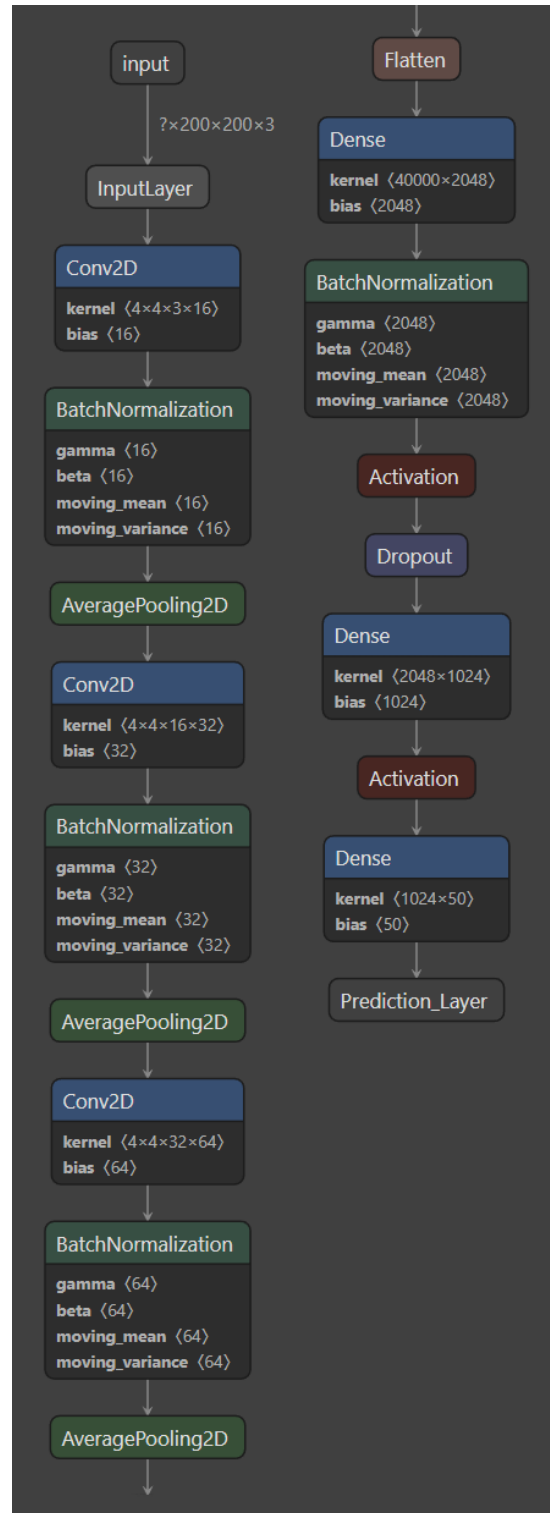 input
?×200×200×3
InputLayer
Conv2D
kernel 〈4×4×3×16〉
bias 〈16〉
BatchNormalization
gamma 〈16〉
beta 〈16〉
moving_mean 〈16〉
moving_variance 〈16〉
AveragePooling2D
Conv2D
kernel 〈4×4×16×32〉
bias 〈32〉
BatchNormalization
gamma 〈32〉
beta 〈32〉
moving_mean 〈32〉
moving_variance 〈32〉
AveragePooling2D
Conv2D
kernel 〈4×4×32×64〉
bias 〈64〉
BatchNormalization
gamma 〈64〉
beta 〈64〉
moving_mean 〈64〉
moving_variance 〈64〉
AveragePooling2D
Flatten
Dense
kernel 〈40000×2048〉
bias 〈2048〉
BatchNormalization
gamma 〈2048〉
beta 〈2048〉
moving_mean 〈2048〉
moving_variance 〈2048〉
Activation
Dropout
Dense
kernel 〈2048×1024〉
bias 〈1024〉
Activation
Dense
kernel 〈1024×50〉
bias 〈50〉
Prediction_Layer